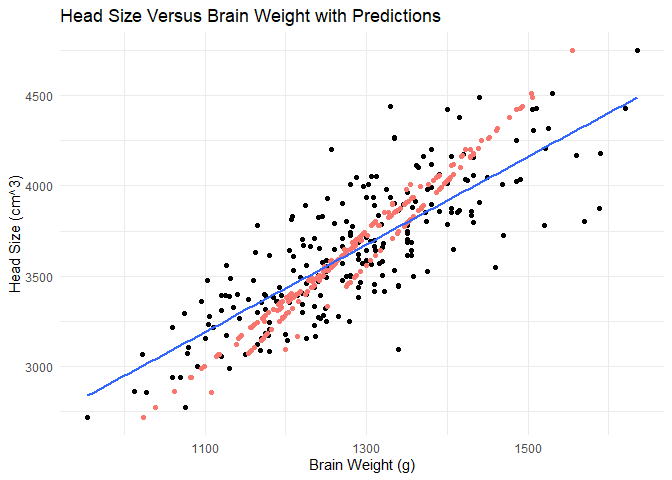 Head Size Versus Brain Weight with Predictions
Head Size (cm^3)
4500
4000
3500
3000
1100
1300
1500
Brain Weight (g)